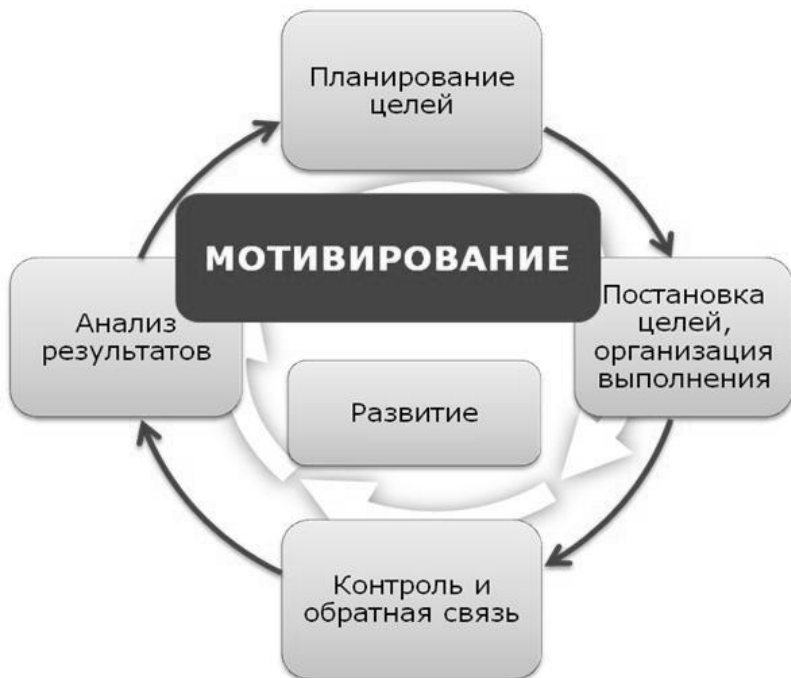 Планирование
целей
МОТИВИРОВАНИЕ
Постановка
целей,
организация
выполнения
Анализ
результатов
Развитие
Контроль и
обратная связь